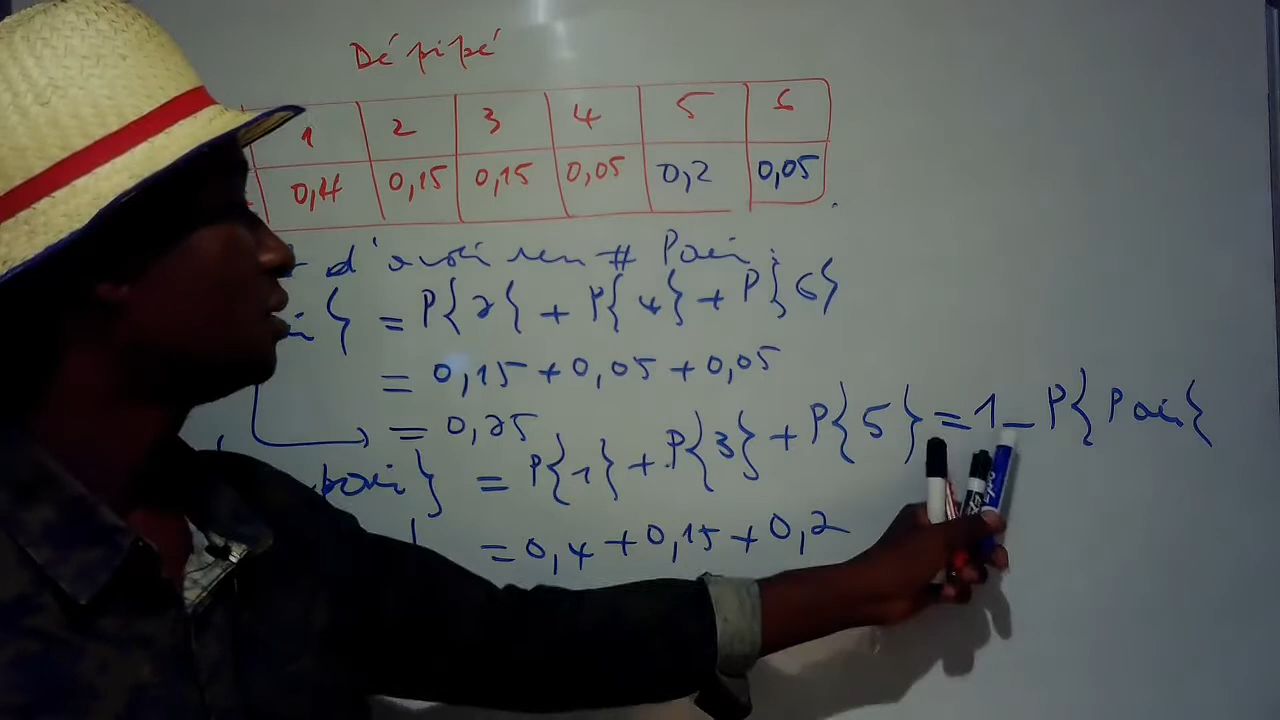 Dé pipé
1 2 3 4 5 6
0,4 0,15 0,15 0,05 0,2 0,05
d'avoir un # Pair :
} = P{2} + P{4} + P{6}
= 0,15 + 0,05 + 0,05
= 0,25
} = P{1} + P{3} + P{5} = 1 - P{Pair}
= 0,4 + 0,15 + 0,2